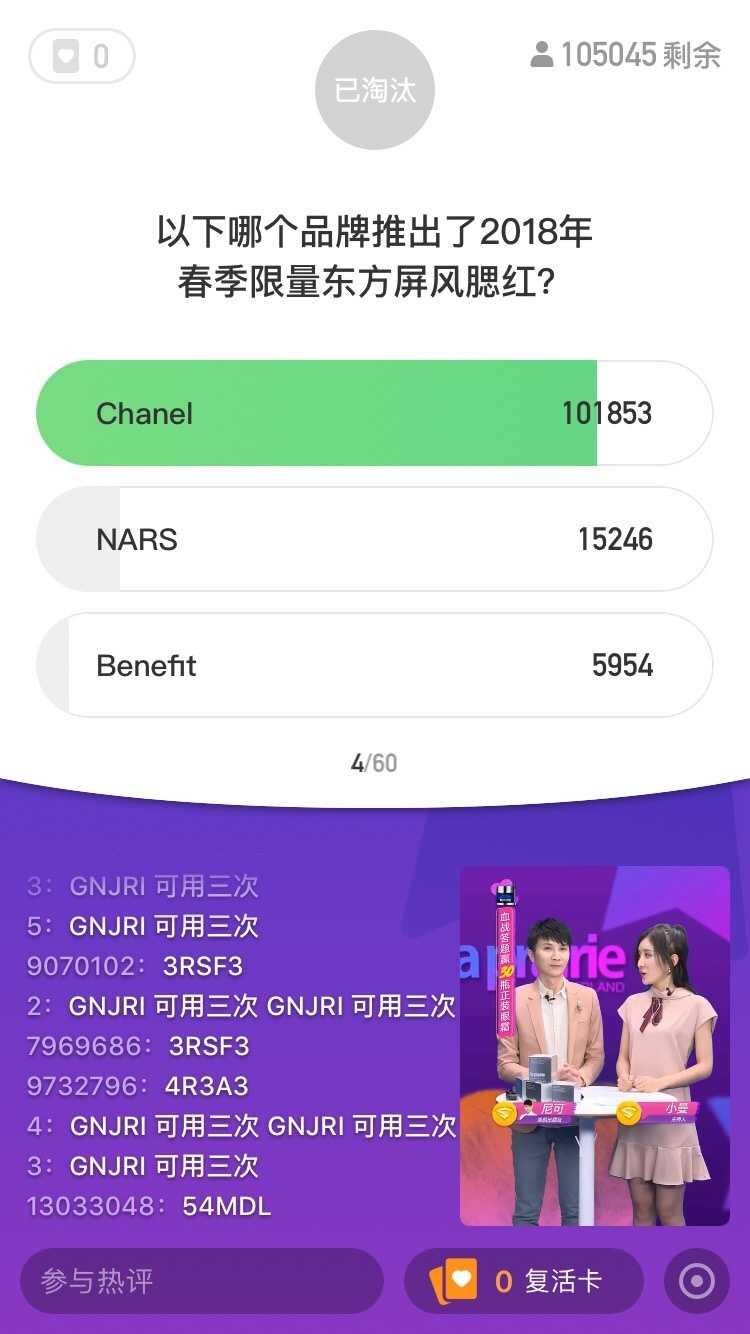 0
已淘汰
105045 剩余
以下哪个品牌推出了2018年
春季限量东方屏风腮红?
Chanel
101853
NARS
15246
Benefit
5954
4/60
3: GNJRI 可用三次
5: GNJRI 可用三次
9070102: 3RSF3
2: GNJRI 可用三次 GNJRI 可用三次
7969686: 3RSF3
9732796: 4R3A3
4: GNJRI 可用三次 GNJRI 可用三次
3: GNJRI 可用三次
13033048: 54MDL
血战答题赢30瓶正装眼霜
尼可
小曼
主持人
参与热评
0 复活卡